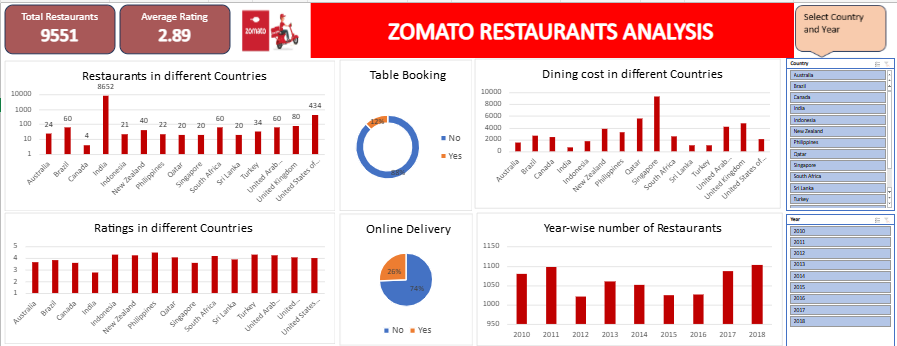 Total Restaurants
9551
Average Rating
2.89
zomato
ZOMATO RESTAURANTS ANALYSIS
Select Country
and Year
Restaurants in different Countries
10000
1000
100
10
1
24
60
4
8652
21
40
22
20
20
60
20
34
60
80
434
Australia
Brazil
Canada
India
Indonesia
New Zealand
Philippines
Qatar
Singapore
South Africa
Sri Lanka
Turkey
United Arab...
United Kingdom
United States of...
Table Booking
12%
88%
No
Yes
Dining cost in different Countries
10000
8000
6000
4000
2000
0
Australia
Brazil
Canada
India
Indonesia
New Zealand
Philippines
Qatar
Singapore
South Africa
Sri Lanka
Turkey
United Arab...
United Kingdom
United States of...
Country
Australia
Brazil
Canada
India
Indonesia
New Zealand
Philippines
Qatar
Singapore
South Africa
Sri Lanka
Turkey
Ratings in different Countries
5
4
3
2
1
Australia
Brazil
Canada
India
Indonesia
New Zealand
Philippines
Qatar
Singapore
South Africa
Sri Lanka
Turkey
United Arab...
United...
United States...
Online Delivery
26%
74%
No Yes
Year-wise number of Restaurants
1150
1100
1050
1000
950
2010 2011 2012 2013 2014 2015 2016 2017 2018
Year
2010
2011
2012
2013
2014
2015
2016
2017
2018